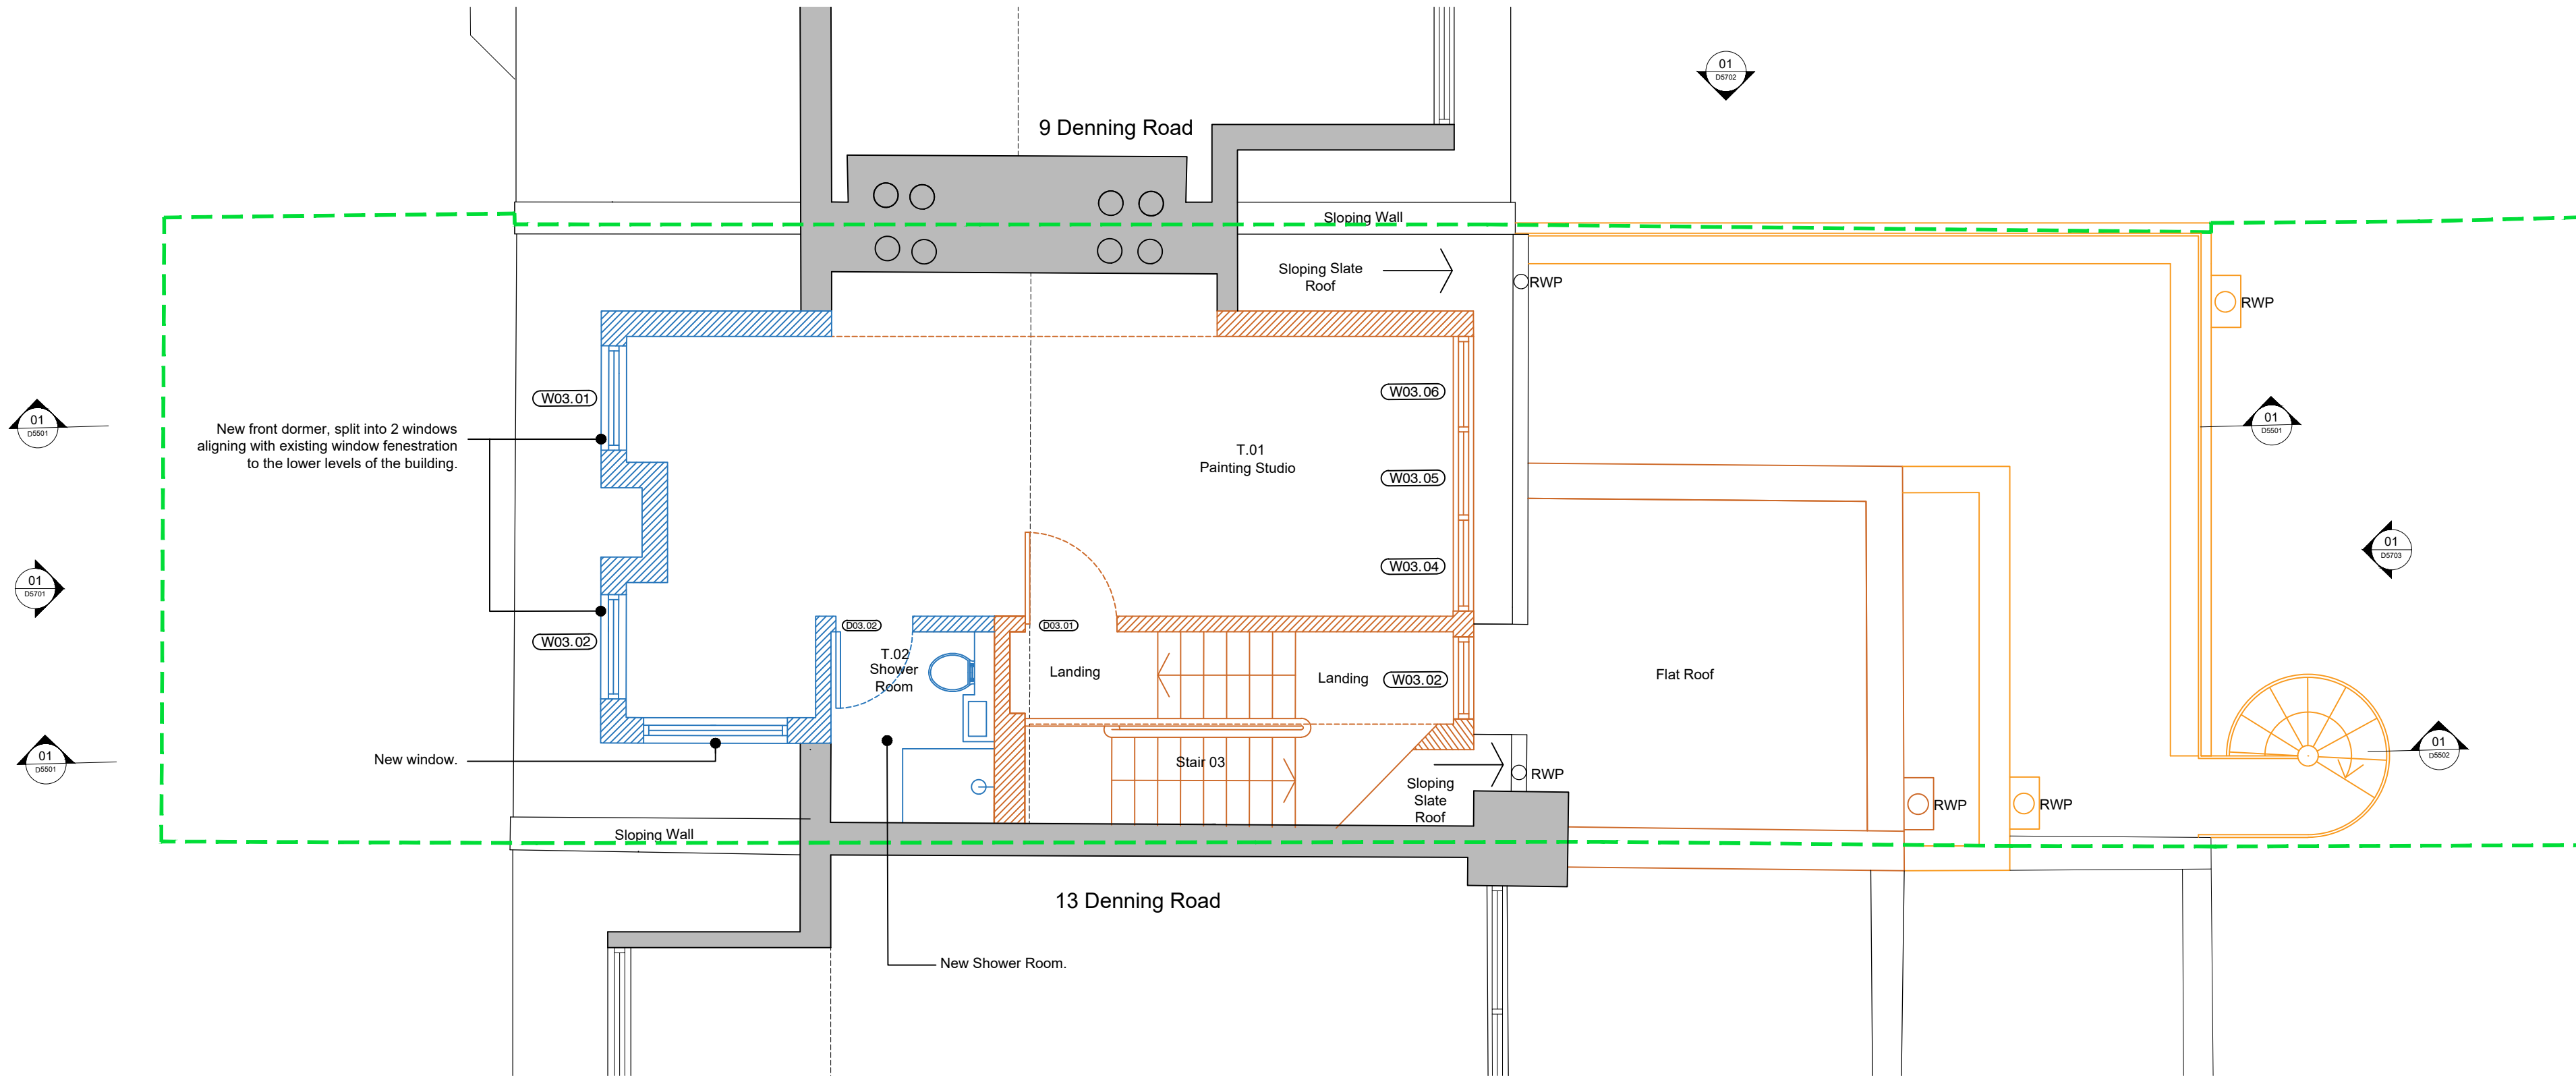 01
D5702
9 Denning Road
Sloping Wall
Sloping Slate
Roof
RWP
RWP
W03.01
W03.06
01
D5501
New front dormer, split into 2 windows
aligning with existing window fenestration
to the lower levels of the building.
T.01
Painting Studio
W03.05
01
D5501
01
D5703
W03.04
01
D5701
W03.02
D03.02
D03.01
T.02
Shower
Room
Landing
Landing
W03.02
Flat Roof
New window.
01
D5501
Stair 03
Sloping
Slate
Roof
RWP
RWP
RWP
01
D5502
Sloping Wall
13 Denning Road
New Shower Room.